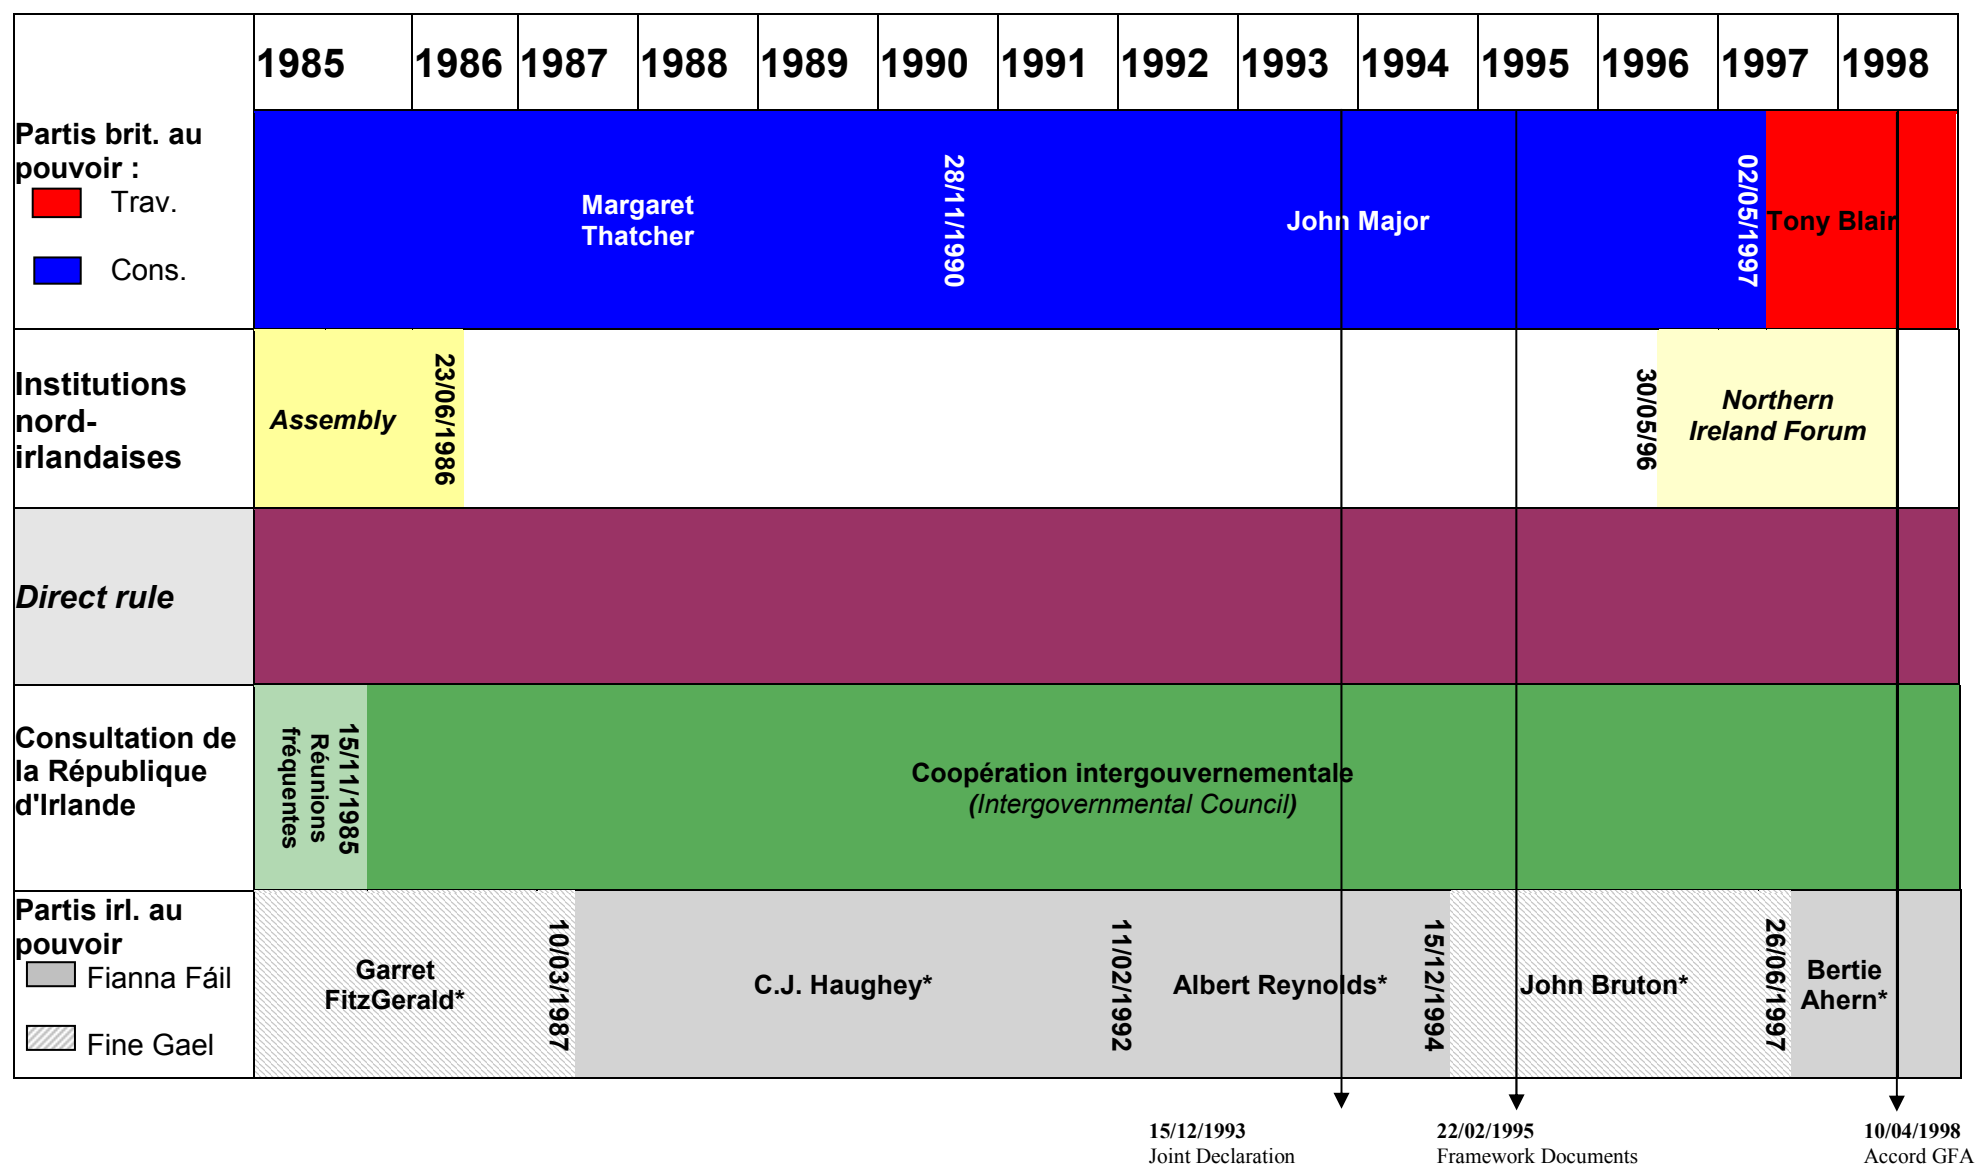 1985 1986 1987 1988 1989 1990 1991 1992 1993 1994 1995 1996 1997 1998
Partis brit. au
pouvoir :
Trav.
Cons.
Margaret
Thatcher
28/11/1990
John Major
02/05/1997
Tony Blair
Institutions
nord-
irlandaises
Assembly
23/06/1986
30/05/96
Northern
Ireland Forum
Direct rule
Consultation de
la République
d'Irlande
15/11/1985
Réunions
fréquentes
Coopération intergouvernementale
(Intergovernmental Council)
Partis irl. au
pouvoir
Fianna Fáil
Fine Gael
Garret
FitzGerald*
10/03/1987
C.J. Haughey*
11/02/1992
Albert Reynolds*
15/12/1994
John Bruton*
26/06/1997
Bertie
Ahern*
15/12/1993
Joint Declaration
22/02/1995
Framework Documents
10/04/1998
Accord GFA